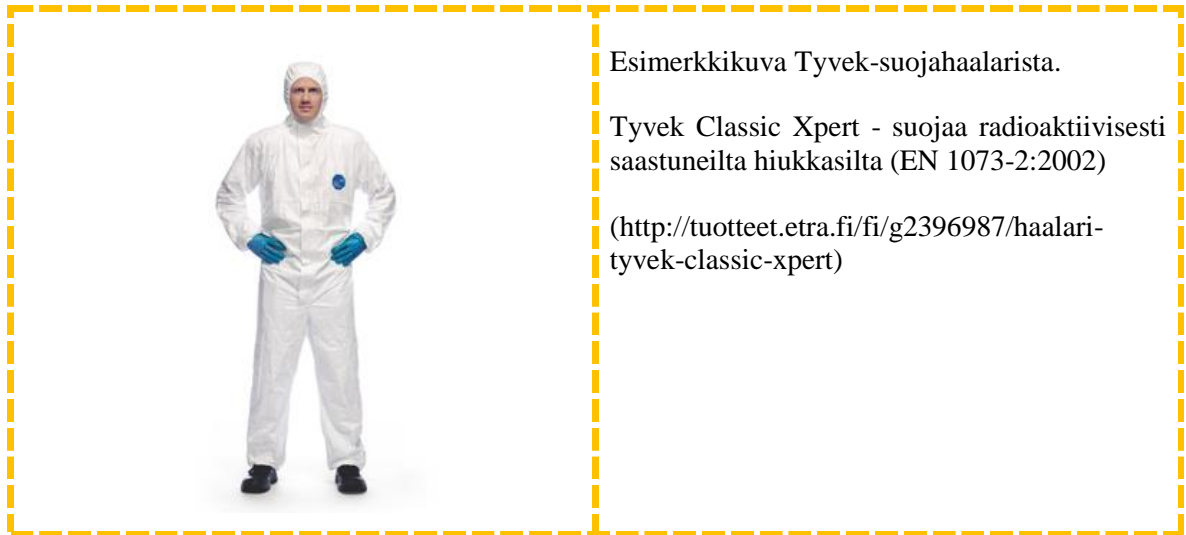 Esimerkkikuva Tyvek-suojahaalarista.
Tyvek Classic Xpert - suojaa radioaktiivisesti
saastuneilta hiukkasilta (EN 1073-2:2002)
(http://tuotteet.etra.fi/fi/g2396987/haalari-
tyvek-classic-xpert)